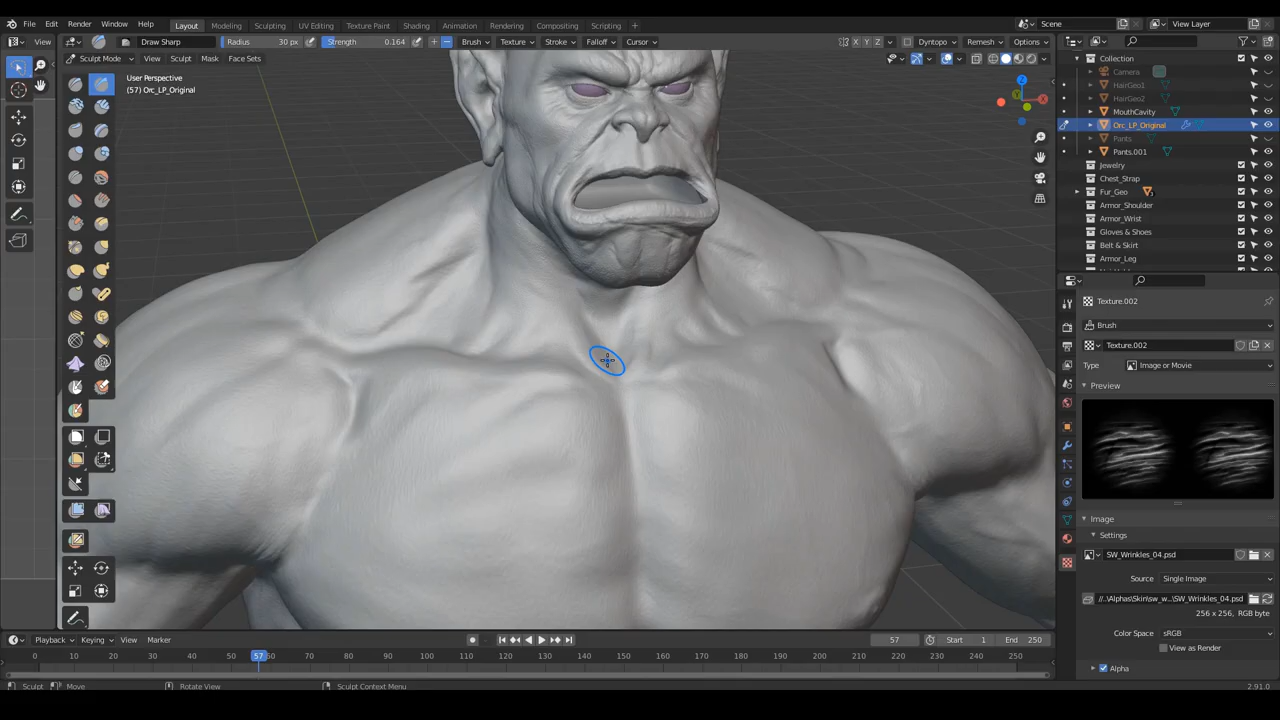 File Edit Render Window Help Layout Modeling Sculpting UV Editing Texture Paint Shading Animation Rendering Compositing Scripting + Scene View Layer
View Draw Sharp Radius 30 px Strength 0.164 Brush Texture Stroke Falloff Cursor X Y Z Dyntopo Remesh Options
Sculpt Mode View Sculpt Mask Face Sets
User Perspective
(57) Orc_LP_Original
Z
Y
X
Collection
Camera
HairGeo1
HairGeo2
MouthCavity
Orc_LP_Original
Pants
Pants.001
Jewelry
Chest_Strap
Fur_Geo
Armor_Shoulder
Armor_Wrist
Gloves & Shoes
Belt & Skirt
Armor_Leg
Texture.002
Brush
Texture.002
Type Image or Movie
Preview
Image
Settings
SW_Wrinkles_04.psd
Source Single Image
//..\Alphas\Skin\sw_w...\SW_Wrinkles_04.psd
256 x 256, RGB byte
Color Space sRGB
View as Render
Alpha
Playback Keying View Marker 57 Start 1 End 250
0 10 20 30 40 50 57 70 80 90 100 110 120 130 140 150 160 170 180 190 200 210 220 230 240 250
Sculpt Move Rotate View Sculpt Context Menu 2.91.0